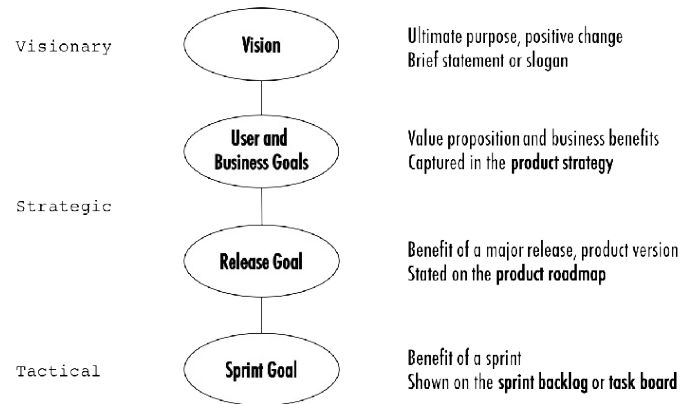 Visionary
Vision
Ultimate purpose, positive change
Brief statement or slogan
User and
Business Goals
Value proposition and business benefits
Captured in the product strategy
Strategic
Release Goal
Benefit of a major release, product version
Stated on the product roadmap
Tactical
Sprint Goal
Benefit of a sprint
Shown on the sprint backlog or task board